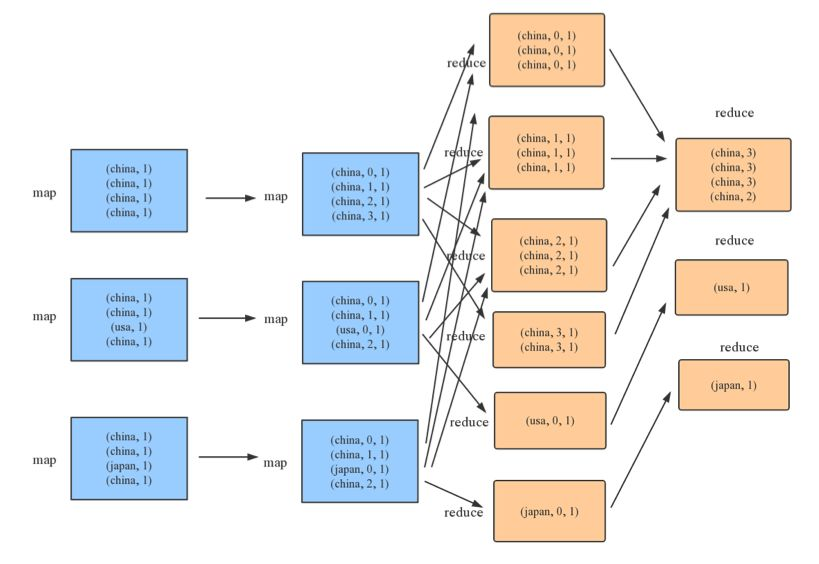 map
(china, 1)
(china, 1)
(china, 1)
(china, 1)
map
(china, 1)
(china, 1)
(usa, 1)
(china, 1)
map
(china, 1)
(china, 1)
(japan, 1)
(china, 1)
map
(china, 0, 1)
(china, 1, 1)
(china, 2, 1)
(china, 3, 1)
map
(china, 0, 1)
(china, 1, 1)
(usa, 0, 1)
(china, 2, 1)
map
(china, 0, 1)
(china, 1, 1)
(japan, 0, 1)
(china, 2, 1)
reduce
(china, 0, 1)
(china, 0, 1)
(china, 0, 1)
reduce
(china, 1, 1)
(china, 1, 1)
(china, 1, 1)
reduce
(china, 2, 1)
(china, 2, 1)
(china, 2, 1)
reduce
(china, 3, 1)
(china, 3, 1)
reduce
(usa, 0, 1)
reduce
(japan, 0, 1)
reduce
(china, 3)
(china, 3)
(china, 3)
(china, 2)
reduce
(usa, 1)
reduce
(japan, 1)